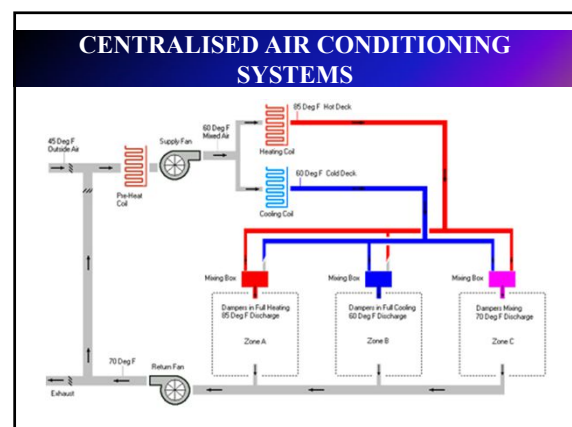 CENTRALISED AIR CONDITIONING
SYSTEMS
85 Deg F Hot Deck
45 Deg F
Outside Air
Supply Fan
60 Deg F
Mixed Air
Heating Coil
Pre-Heat
Coil
60 Deg F Cold Deck
Cooling Coil
Mixing Box
Mixing Box
Mixing Box
Dampers in Full Heating
85 Deg F Discharge
Zone A
Dampers in Full Cooling
60 Deg F Discharge
Zone B
Dampers Mixing
70 Deg F Discharge
Zone C
70 Deg F
Return Fan
Exhaust